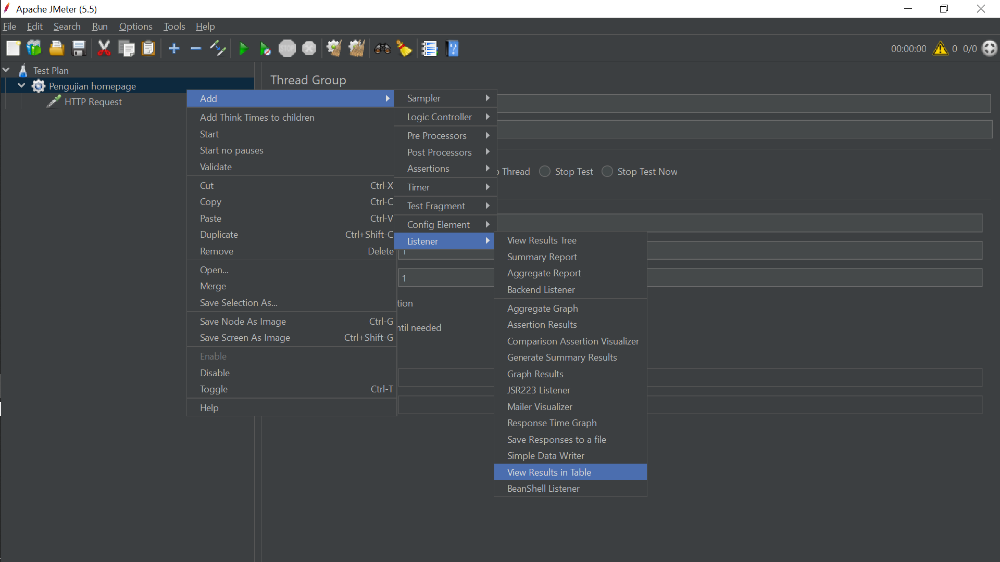 Apache JMeter (5.5)
File Edit Search Run Options Tools Help
STOP
00:00:00 0 0/0
Test Plan
Pengujian homepage
HTTP Request
Thread Group
Add
Add Think Times to children
Start
Start no pauses
Validate
Cut Ctrl-X
Copy Ctrl-C
Paste Ctrl-V
Duplicate Ctrl+Shift-C
Remove Delete
Open...
Merge
Save Selection As...
Save Node As Image Ctrl-G
Save Screen As Image Ctrl+Shift-G
Enable
Disable
Toggle Ctrl-T
Help
Sampler
Logic Controller
Pre Processors
Post Processors
Assertions
Timer
Test Fragment
Config Element
Listener
View Results Tree
Summary Report
Aggregate Report
Backend Listener
Aggregate Graph
Assertion Results
Comparison Assertion Visualizer
Generate Summary Results
Graph Results
JSR223 Listener
Mailer Visualizer
Response Time Graph
Save Responses to a file
Simple Data Writer
View Results in Table
BeanShell Listener
Thread Stop Test Stop Test Now
1
tion
ntil needed